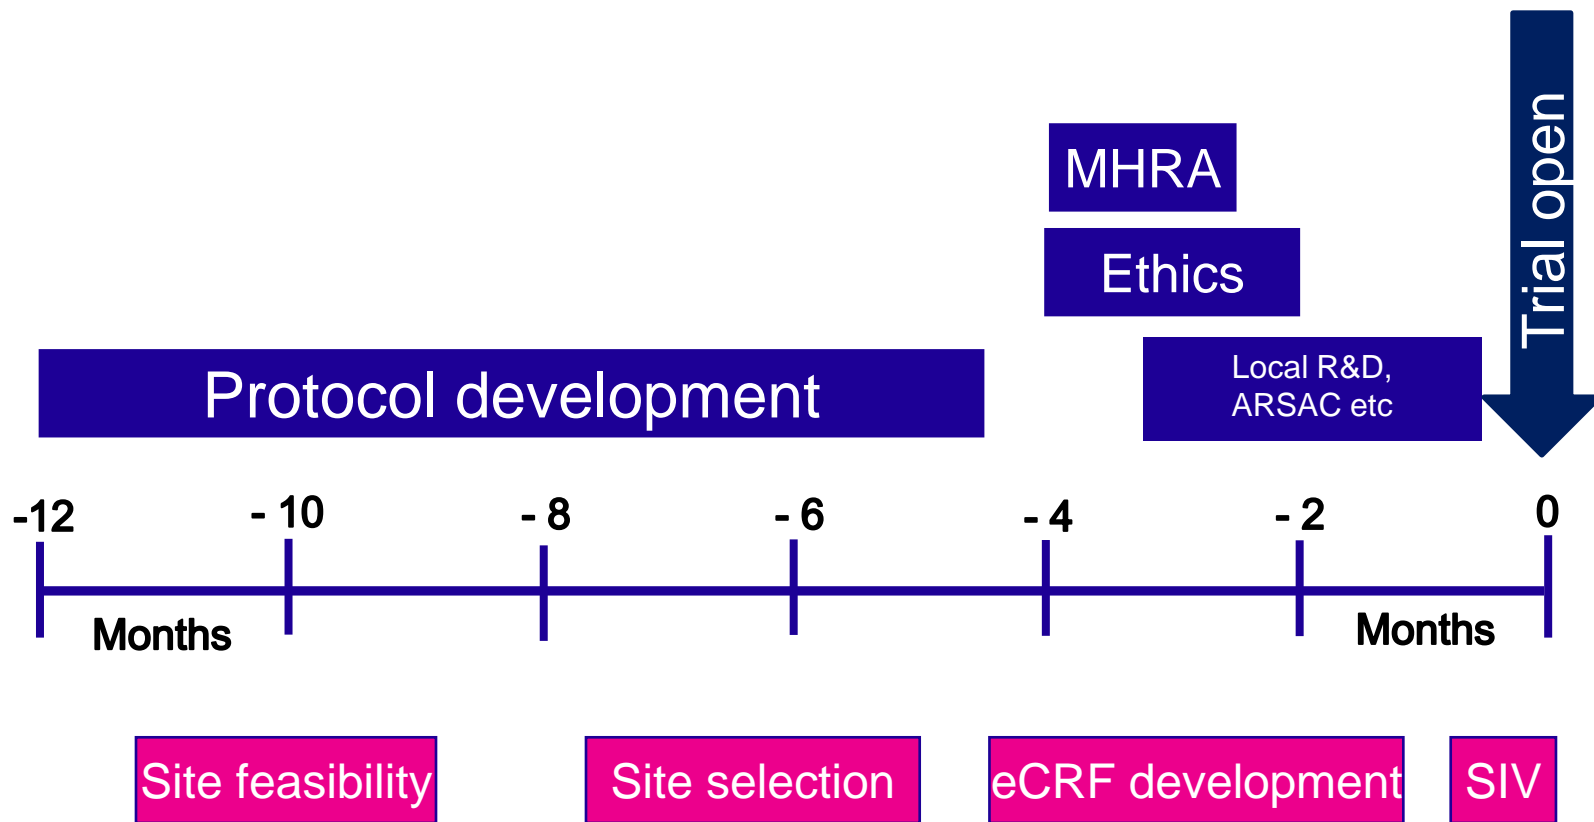 MHRA
Trial open
Ethics
Protocol development
Local R&D,
ARSAC etc
-12
- 10
- 8
- 6
- 4
- 2
0
Months
Months
Site feasibility
Site selection
eCRF development
SIV